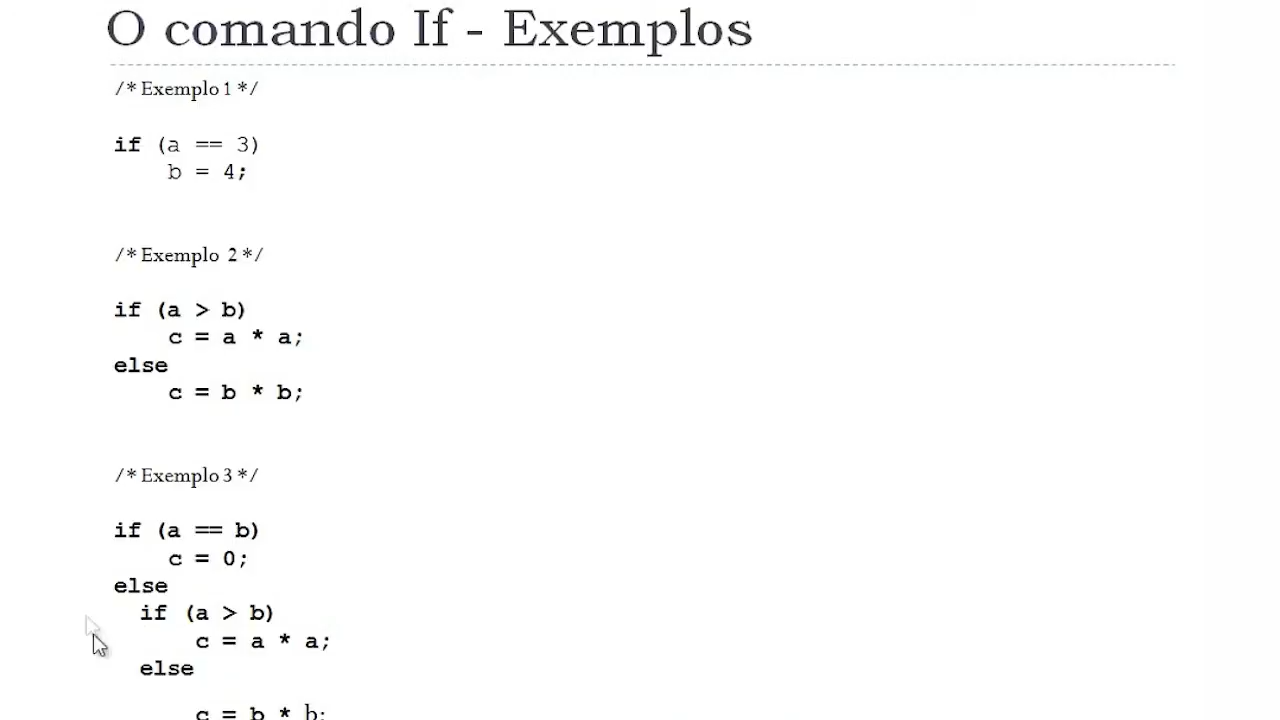 O comando If - Exemplos
/* Exemplo 1 */
if (a == 3)
b = 4;
/* Exemplo 2 */
if (a > b)
c = a * a;
else
c = b * b;
/* Exemplo 3 */
if (a == b)
c = 0;
else
if (a > b)
c = a * a;
else
c = b * b;